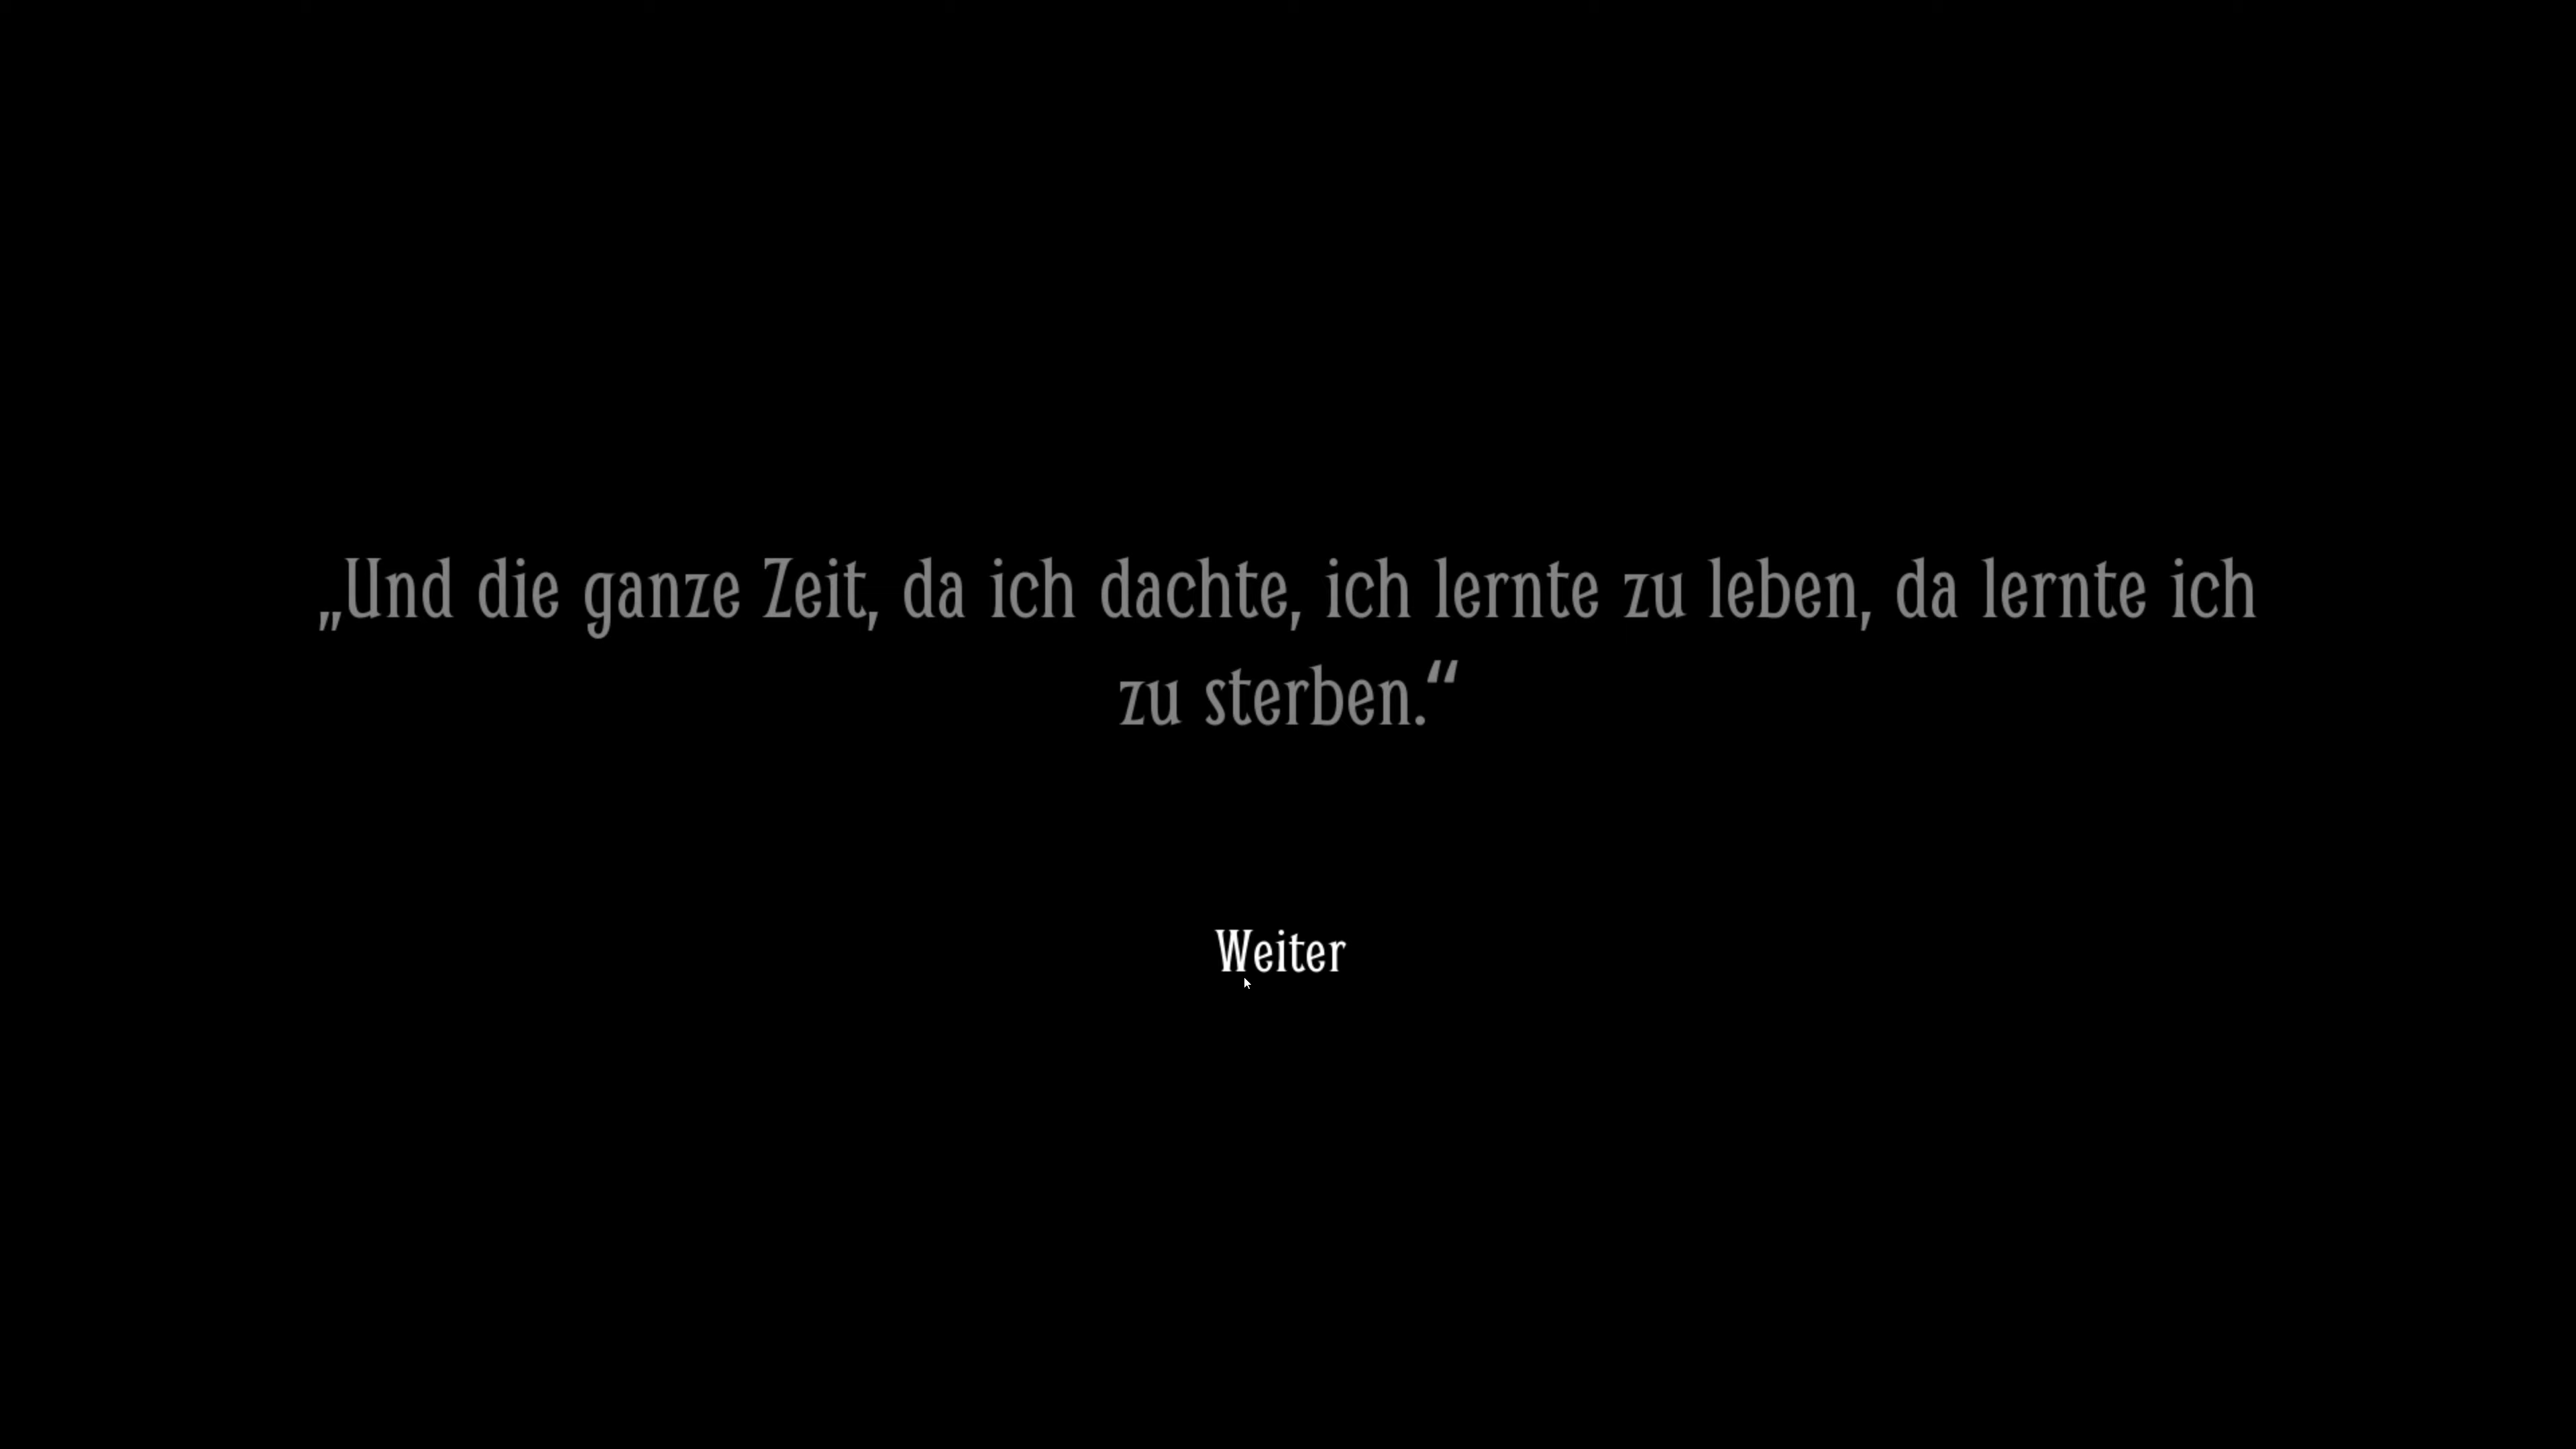 „Und die ganze Zeit, da ich dachte, ich lernte zu leben, da lernte ich
zu sterben.“
Weiter